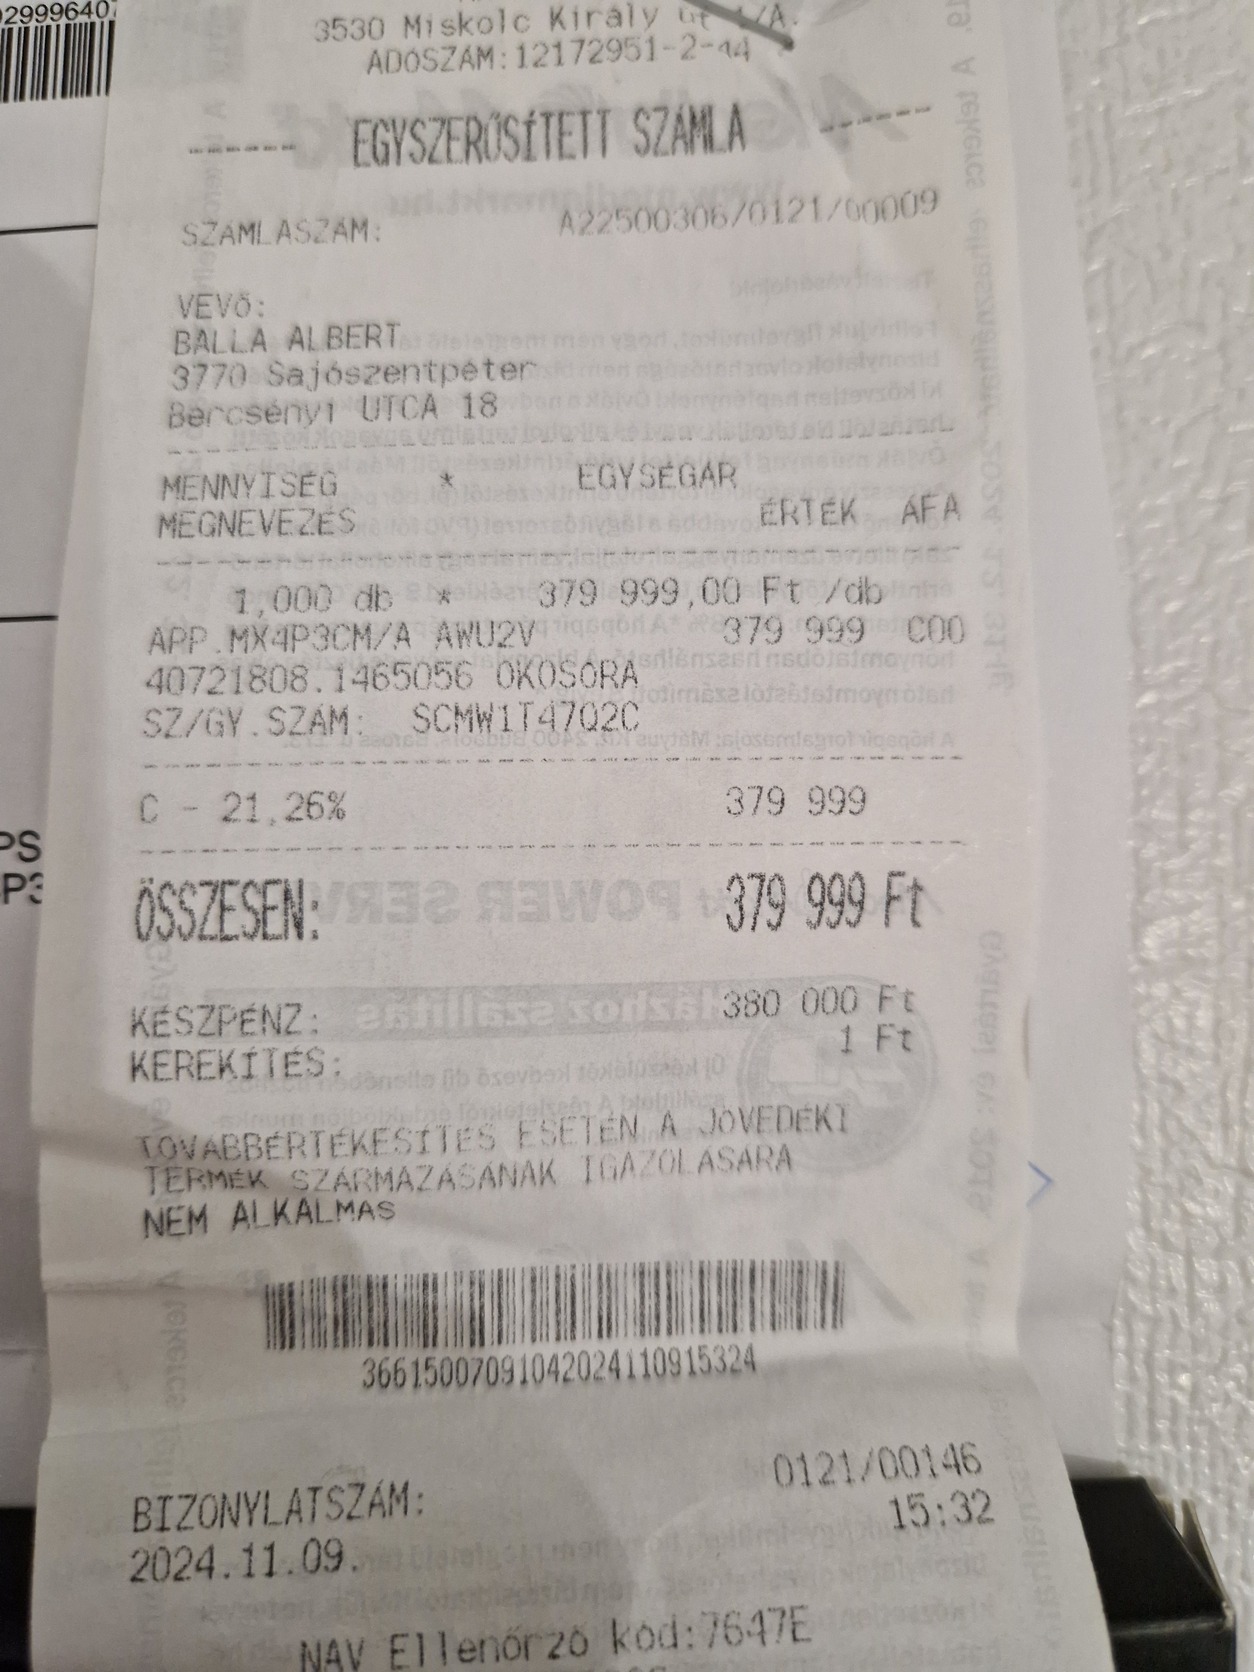 029996407
3530 Miskolc Király út 1/A.
ADÓSZÁM:12172951-2-44
----- EGYSZERŰSÍTETT SZÁMLA -----
SZÁMLASZÁM: A22500306/0121/00009
VEVŐ:
BALLA ALBERT
3770 Sajószentpéter
Bercsényi UTCA 18
MENNYISÉG * EGYSÉGÁR
MEGNEVEZÉS ÉRTÉK ÁFA
1,000 db * 379 999,00 Ft /db
APP.MX4P3CM/A AWU2V 379 999 C00
40721808.1465056 OKOSÓRA
SZ/GY.SZÁM: SCMW1T47Q2C
C - 21,26% 379 999
ÖSSZESEN: 379 999 Ft
KÉSZPÉNZ: 380 000 Ft
KEREKÍTÉS: 1 Ft
TOVÁBBÉRTÉKESÍTÉS ESETÉN A JÖVEDÉKI
TERMÉK SZÁRMAZÁSÁNAK IGAZOLÁSÁRA
NEM ALKALMAS
36615007091042024110915324
BIZONYLATSZÁM: 0121/00146
2024.11.09. 15:32
NAV Ellenőrző kód:7647E